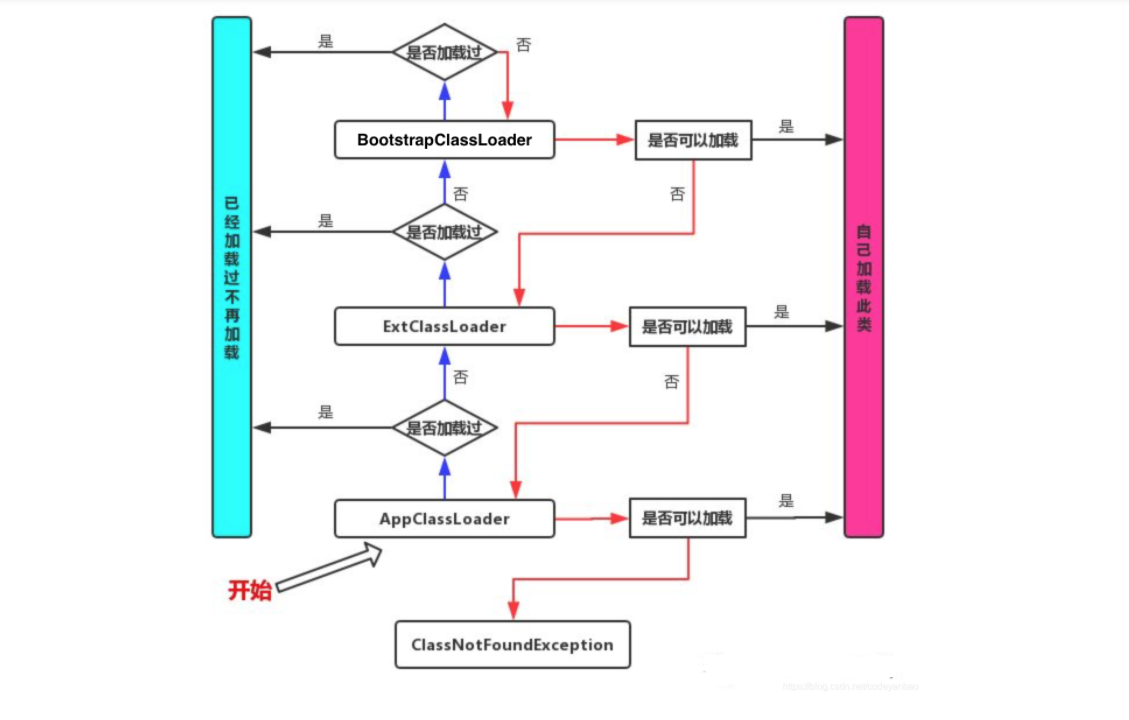 是
是否加载过
否
BootstrapClassLoader
是否可以加载
是
否
否
是
是否加载过
ExtClassLoader
是否可以加载
是
否
否
是
是否加载过
AppClassLoader
是否可以加载
是
开始
ClassNotFoundException
已经加载过不再加载
自己加载此类